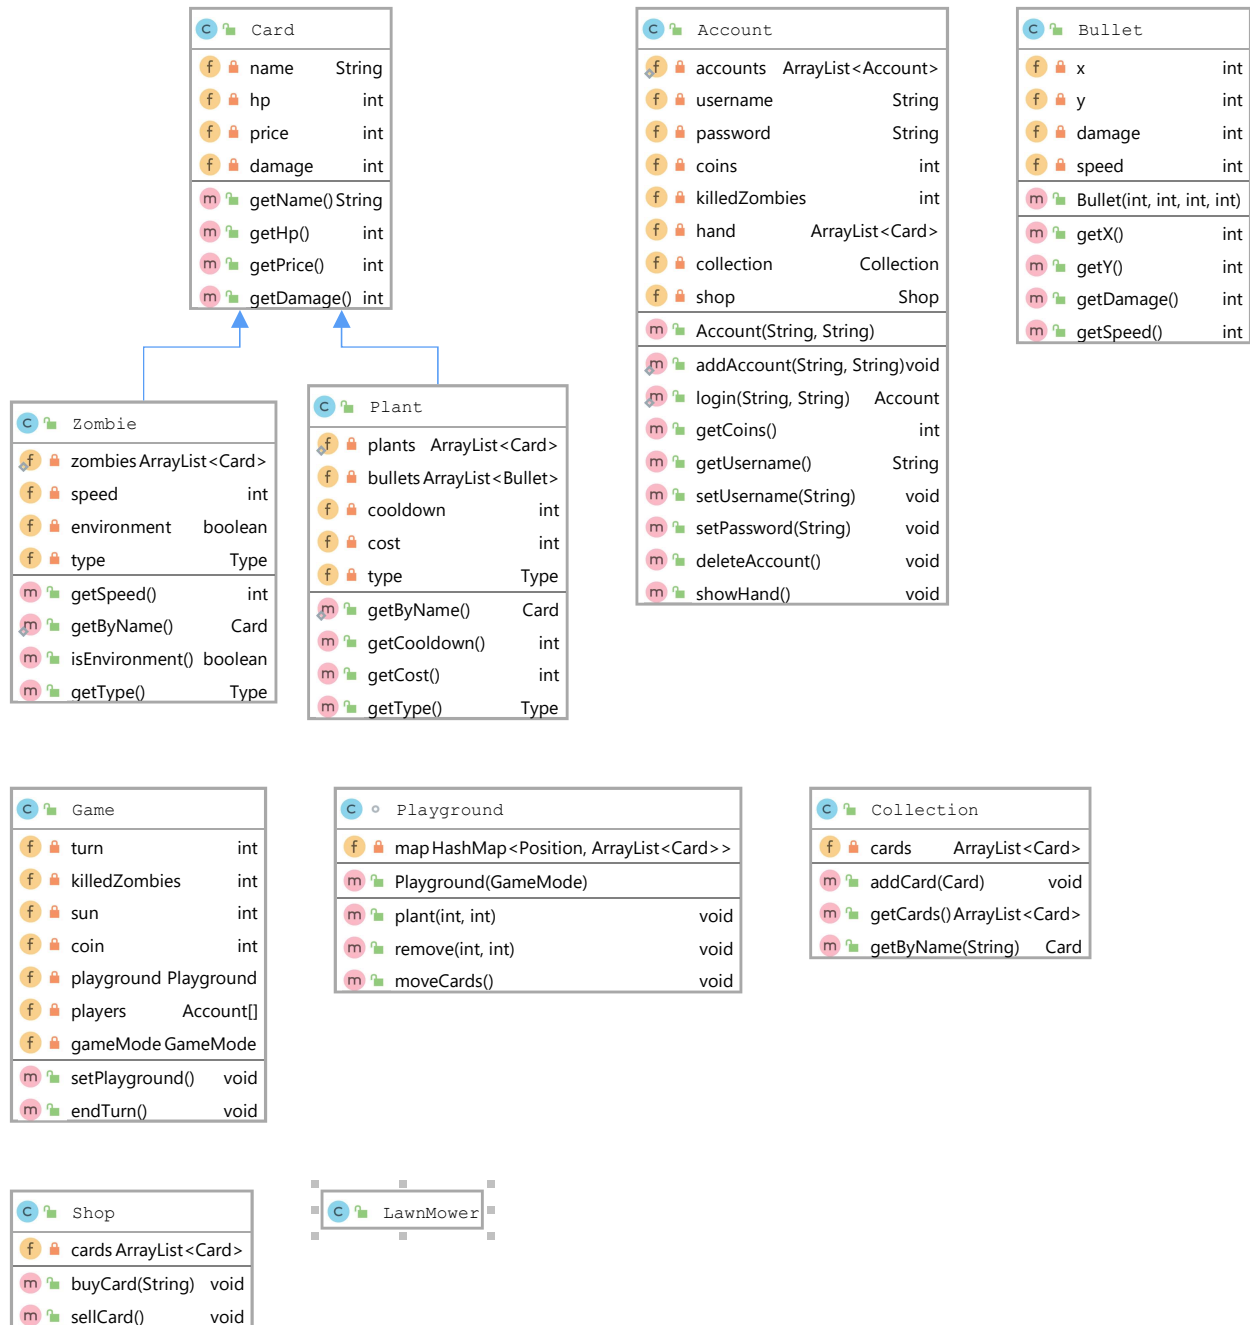 Card
name String
hp int
price int
damage int
getName() String
getHp() int
getPrice() int
getDamage() int
Account
accounts ArrayList<Account>
username String
password String
coins int
killedZombies int
hand ArrayList<Card>
collection Collection
shop Shop
Account(String, String)
addAccount(String, String) void
login(String, String) Account
getCoins() int
getUsername() String
setUsername(String) void
setPassword(String) void
deleteAccount() void
showHand() void
Bullet
x int
y int
damage int
speed int
Bullet(int, int, int, int)
getX() int
getY() int
getDamage() int
getSpeed() int
Zombie
zombies ArrayList<Card>
speed int
environment boolean
type Type
getSpeed() int
getByName() Card
isEnvironment() boolean
getType() Type
Plant
plants ArrayList<Card>
bullets ArrayList<Bullet>
cooldown int
cost int
type Type
getByName() Card
getCooldown() int
getCost() int
getType() Type
Game
turn int
killedZombies int
sun int
coin int
playground Playground
players Account[]
gameMode GameMode
setPlayground() void
endTurn() void
Playground
map HashMap<Position, ArrayList<Card>>
Playground(GameMode)
plant(int, int) void
remove(int, int) void
moveCards() void
Collection
cards ArrayList<Card>
addCard(Card) void
getCards() ArrayList<Card>
getByName(String) Card
Shop
cards ArrayList<Card>
buyCard(String) void
sellCard() void
LawnMower